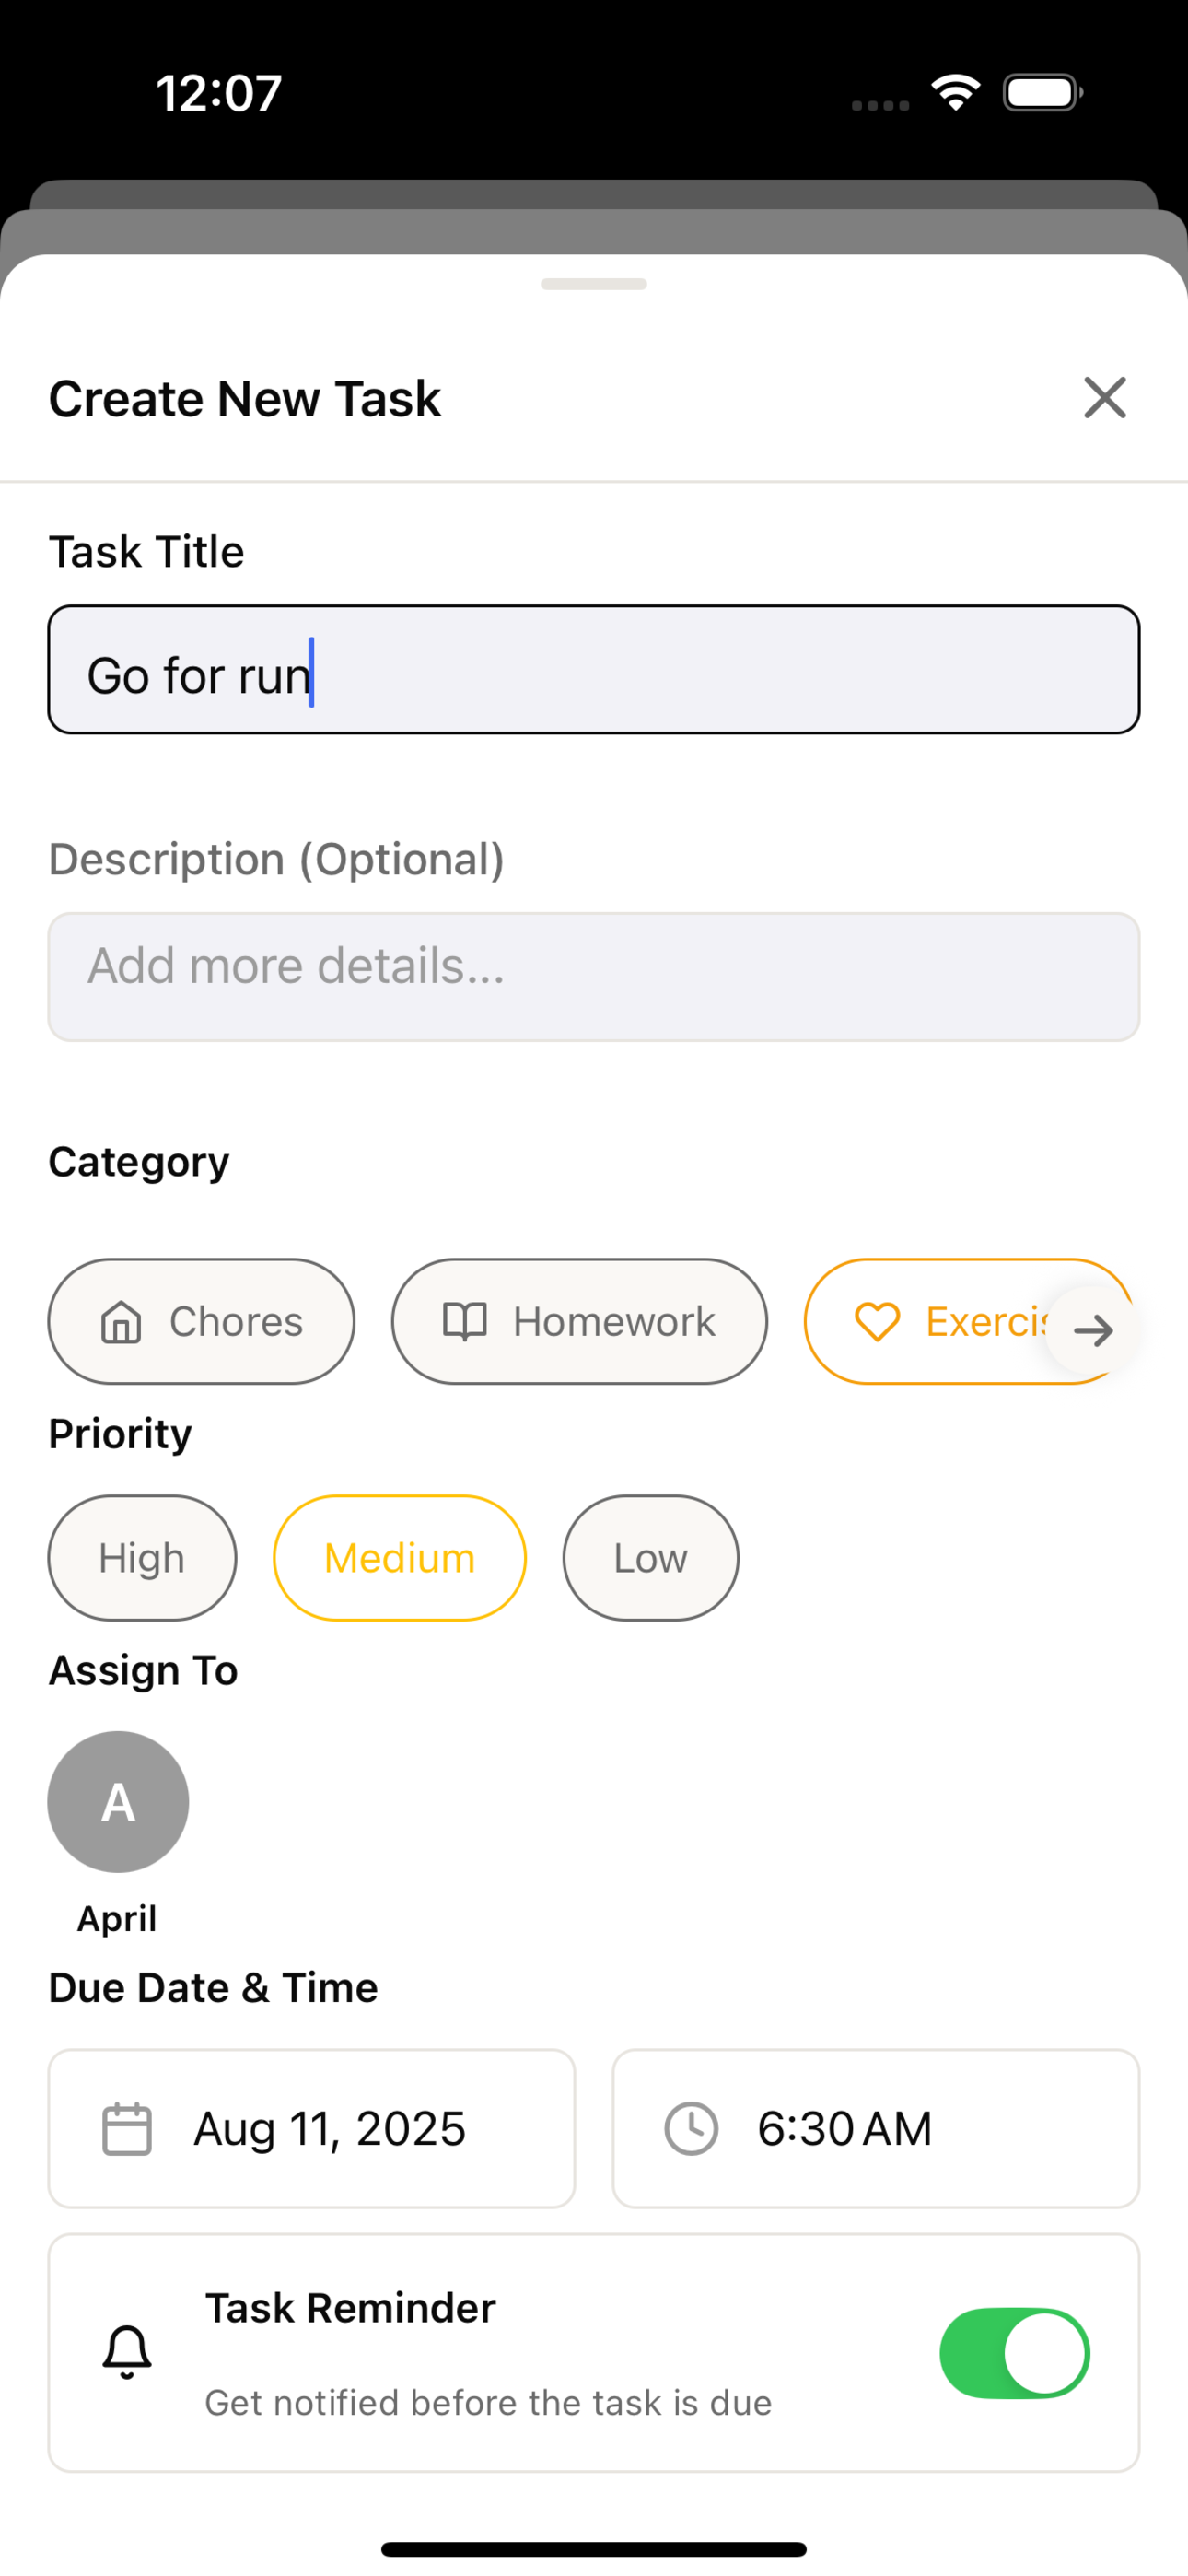 12:07
Create New Task
Task Title
Go for run
Description (Optional)
Add more details...
Category
Chores Homework Exercis
Priority
High Medium Low
Assign To
A
April
Due Date & Time
Aug 11, 2025 6:30 AM
Task Reminder
Get notified before the task is due